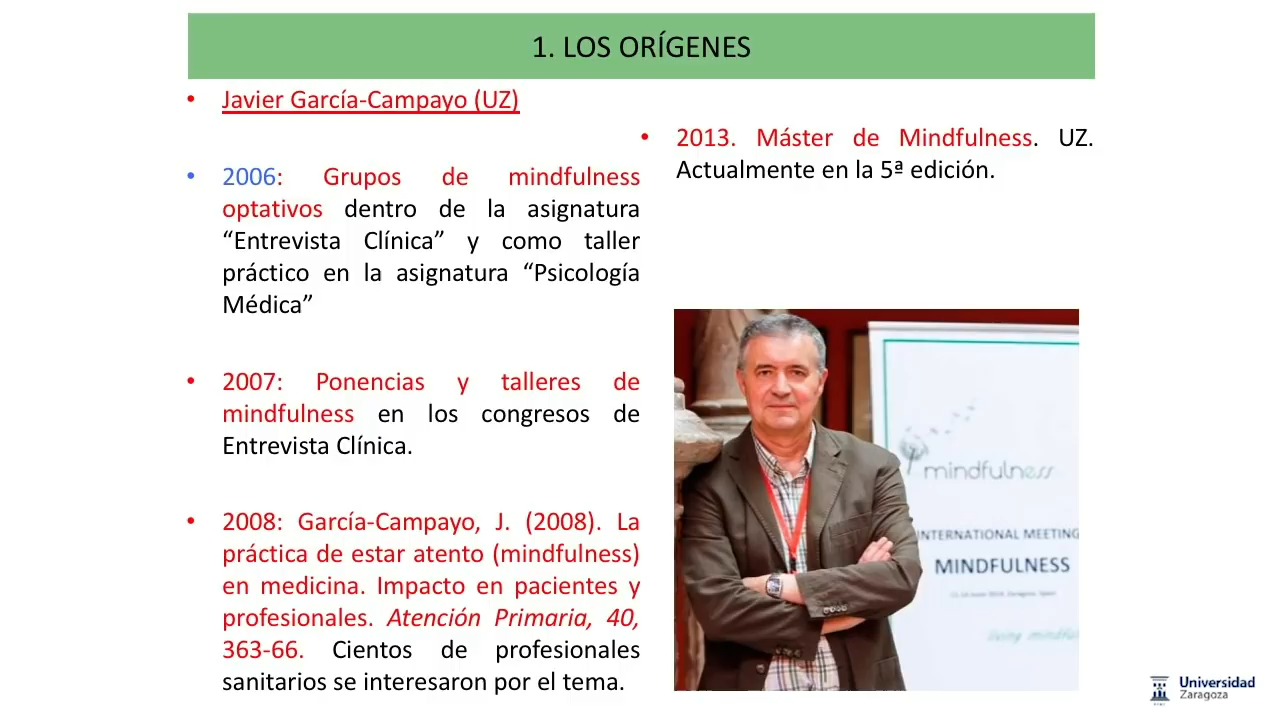 1. LOS ORÍGENES
• Javier García-Campayo (UZ)
• 2006: Grupos de mindfulness
optativos dentro de la asignatura
“Entrevista Clínica” y como taller
práctico en la asignatura “Psicología
Médica”
• 2007: Ponencias y talleres de
mindfulness en los congresos de
Entrevista Clínica.
• 2008: García-Campayo, J. (2008). La
práctica de estar atento (mindfulness)
en medicina. Impacto en pacientes y
profesionales. Atención Primaria, 40,
363-66. Cientos de profesionales
sanitarios se interesaron por el tema.
• 2013. Máster de Mindfulness. UZ.
Actualmente en la 5ª edición.
mindfulness
INTERNATIONAL MEETING
MINDFULNESS
Universidad
Zaragoza